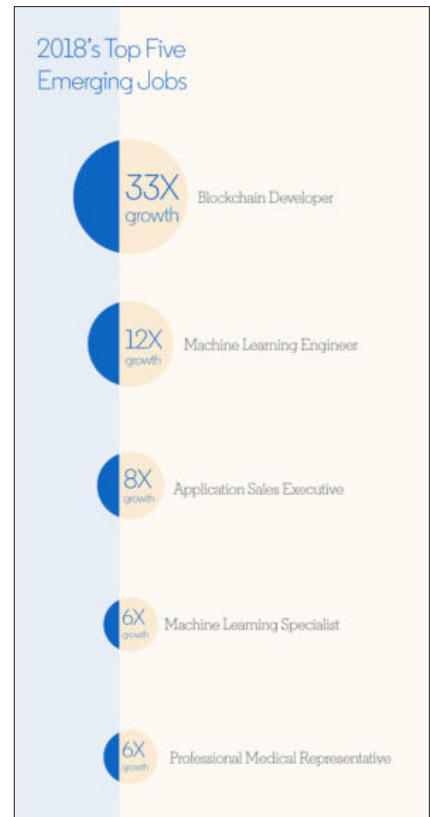 2018's Top Five
Emerging Jobs
33X
growth
Blockchain Developer
12X
growth
Machine Learning Engineer
8X
growth
Application Sales Executive
6X
growth
Machine Learning Specialist
6X
growth
Professional Medical Representative